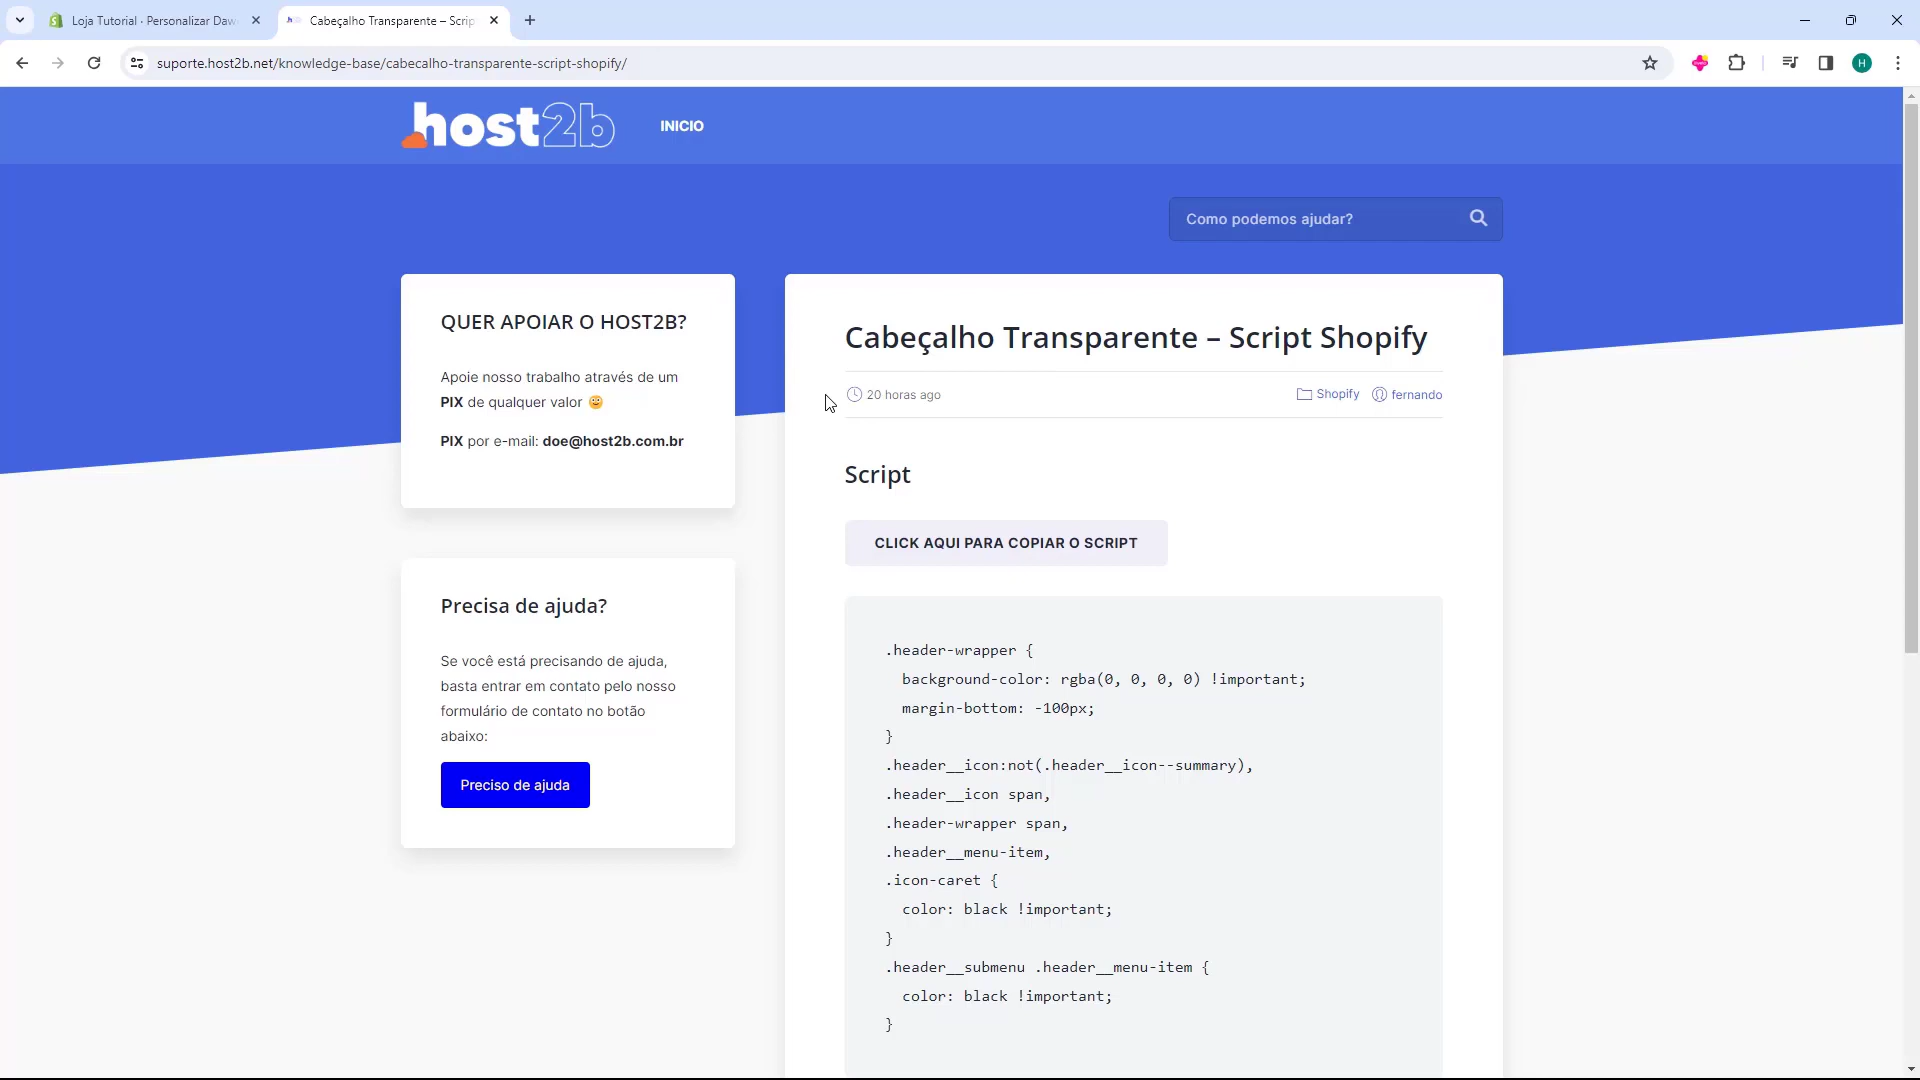 Loja Tutorial · Personalizar Daw
Cabeçalho Transparente – Scrip
suporte.host2b.net/knowledge-base/cabecalho-transparente-script-shopify/
H
host2b
INICIO
Como podemos ajudar?
QUER APOIAR O HOST2B?
Apoie nosso trabalho através de um
PIX de qualquer valor 🙂
PIX por e-mail: doe@host2b.com.br
Precisa de ajuda?
Se você está precisando de ajuda,
basta entrar em contato pelo nosso
formulário de contato no botão
abaixo:
Preciso de ajuda
Cabeçalho Transparente – Script Shopify
20 horas ago
Shopify
fernando
Script
CLICK AQUI PARA COPIAR O SCRIPT
.header-wrapper {
  background-color: rgba(0, 0, 0, 0) !important;
  margin-bottom: -100px;
}
.header__icon:not(.header__icon--summary),
.header__icon span,
.header-wrapper span,
.header__menu-item,
.icon-caret {
  color: black !important;
}
.header__submenu .header__menu-item {
  color: black !important;
}